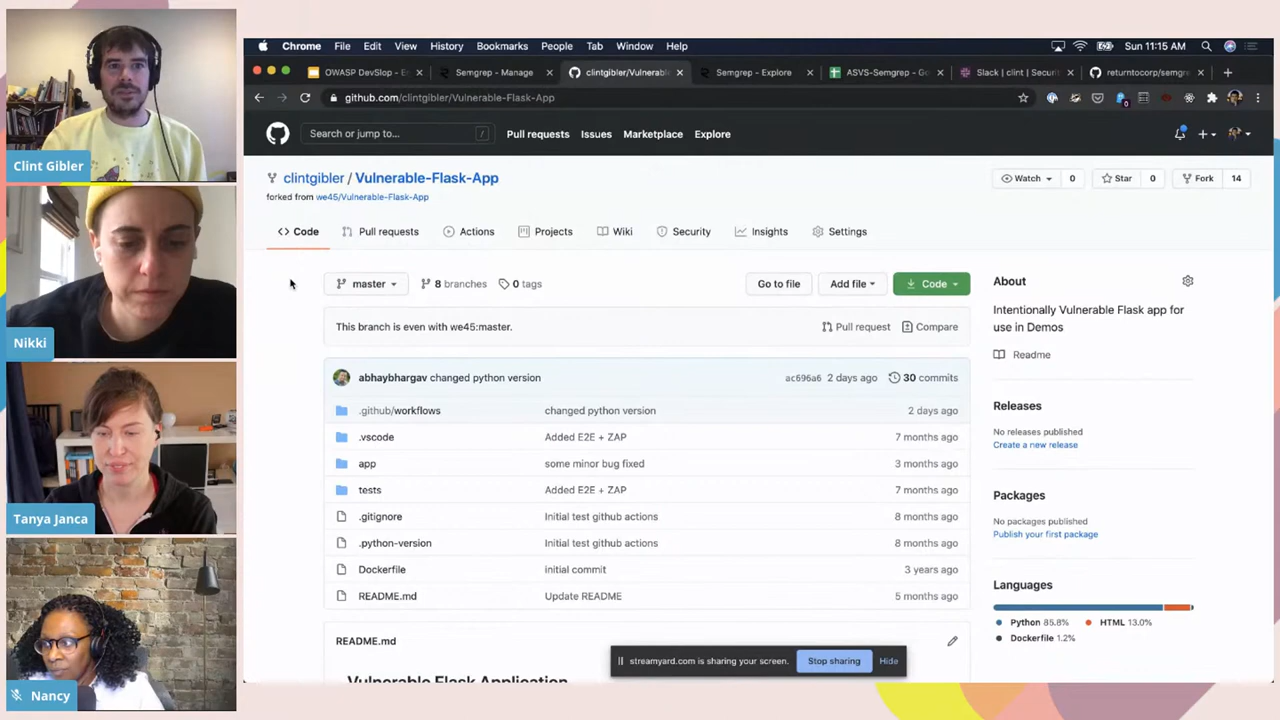 Clint Gibler
Nikki
Tanya Janca
Nancy
Chrome File Edit View History Bookmarks People Tab Window Help Sun 11:15 AM
OWASP DevSlop - E Semgrep - Manage clintgibler/Vulnerable Semgrep - Explore ASVS-Semgrep - Go Slack | clint | Securi returntocorp/semgr
github.com/clintgibler/Vulnerable-Flask-App
Search or jump to... / Pull requests Issues Marketplace Explore
clintgibler / Vulnerable-Flask-App Watch 0 Star 0 Fork 14
forked from we45/Vulnerable-Flask-App
Code Pull requests Actions Projects Wiki Security Insights Settings
master 8 branches 0 tags Go to file Add file Code
This branch is even with we45:master. Pull request Compare
abhaybhargav changed python version ac696a6 2 days ago 30 commits
.github/workflows changed python version 2 days ago
.vscode Added E2E + ZAP 7 months ago
app some minor bug fixed 3 months ago
tests Added E2E + ZAP 7 months ago
.gitignore Initial test github actions 8 months ago
.python-version Initial test github actions 8 months ago
Dockerfile initial commit 3 years ago
README.md Update README 5 months ago
README.md
Vulnerable Flask Application
About
Intentionally Vulnerable Flask app for
use in Demos
Readme
Releases
No releases published
Create a new release
Packages
No packages published
Publish your first package
Languages
Python 85.8% HTML 13.0%
Dockerfile 1.2%
streamyard.com is sharing your screen. Stop sharing Hide